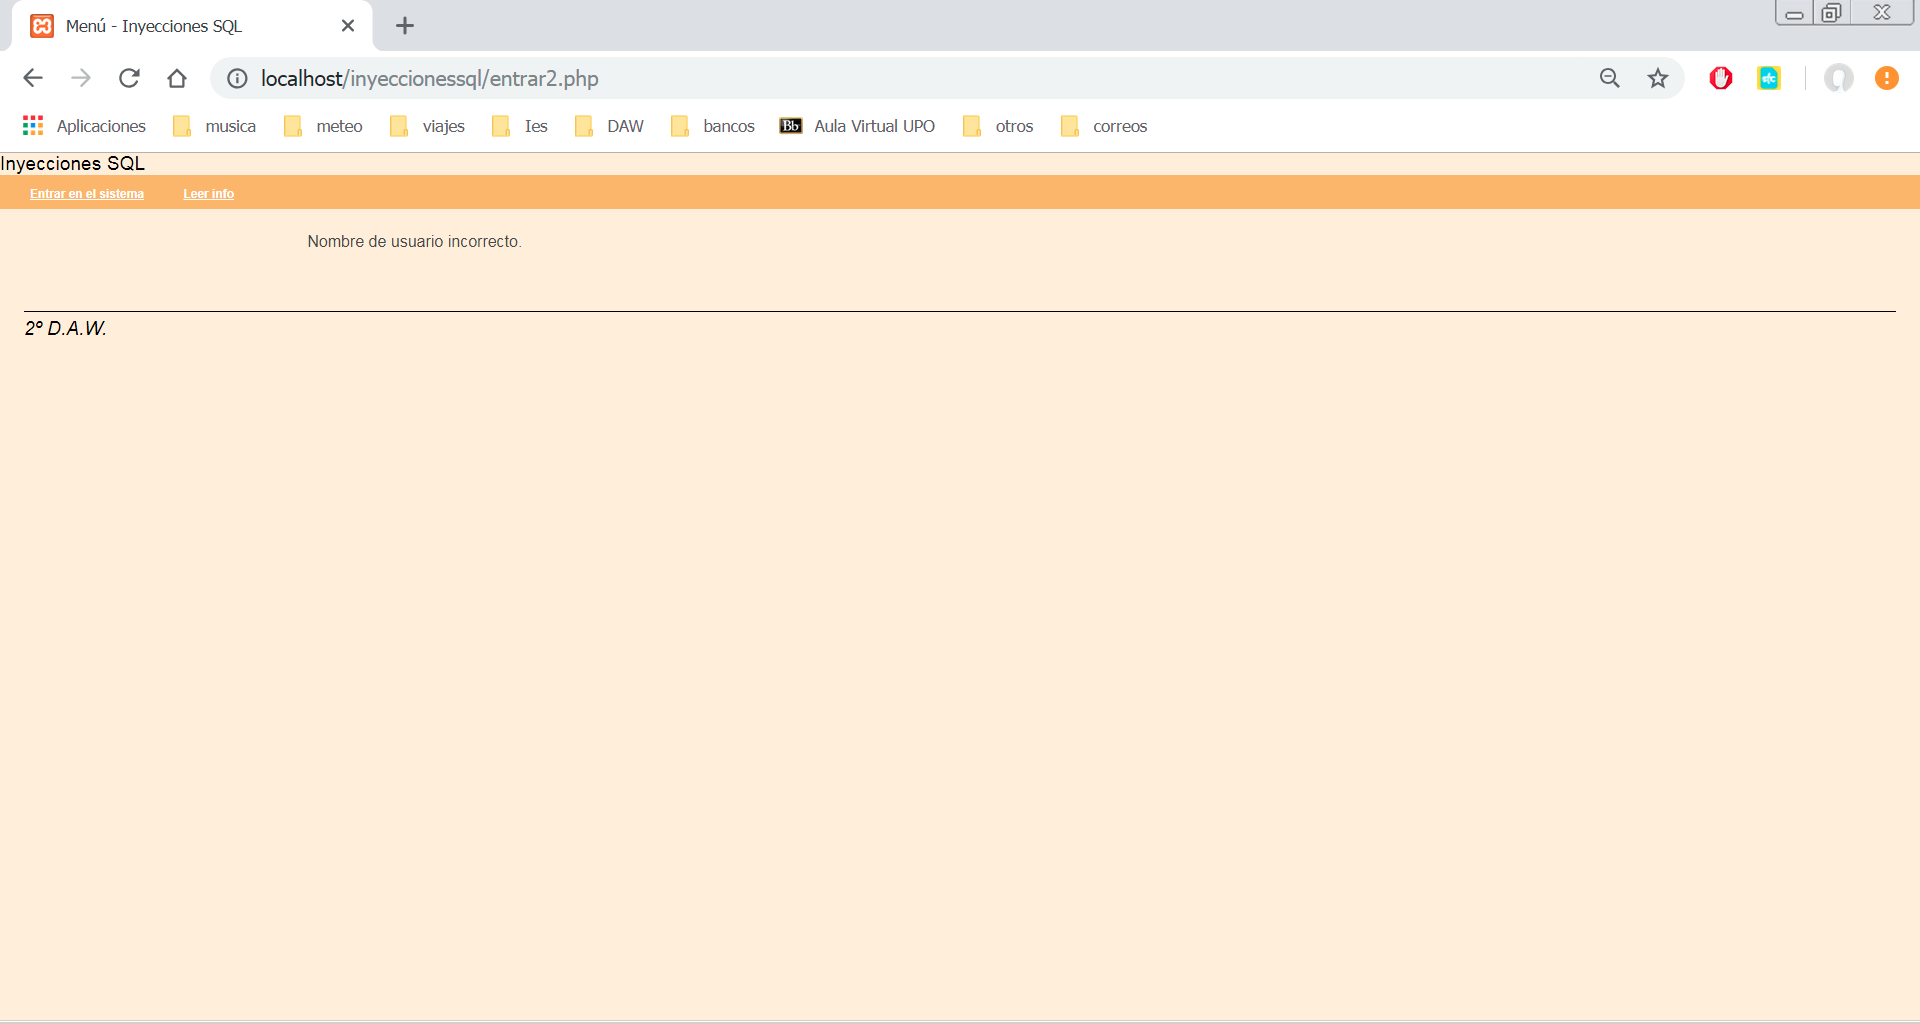 Menú - Inyecciones SQL
localhost/inyeccionessql/entrar2.php
Aplicaciones musica meteo viajes Ies DAW bancos Bb Aula Virtual UPO otros correos
Inyecciones SQL
Entrar en el sistema Leer info
Nombre de usuario incorrecto.
2º D.A.W.